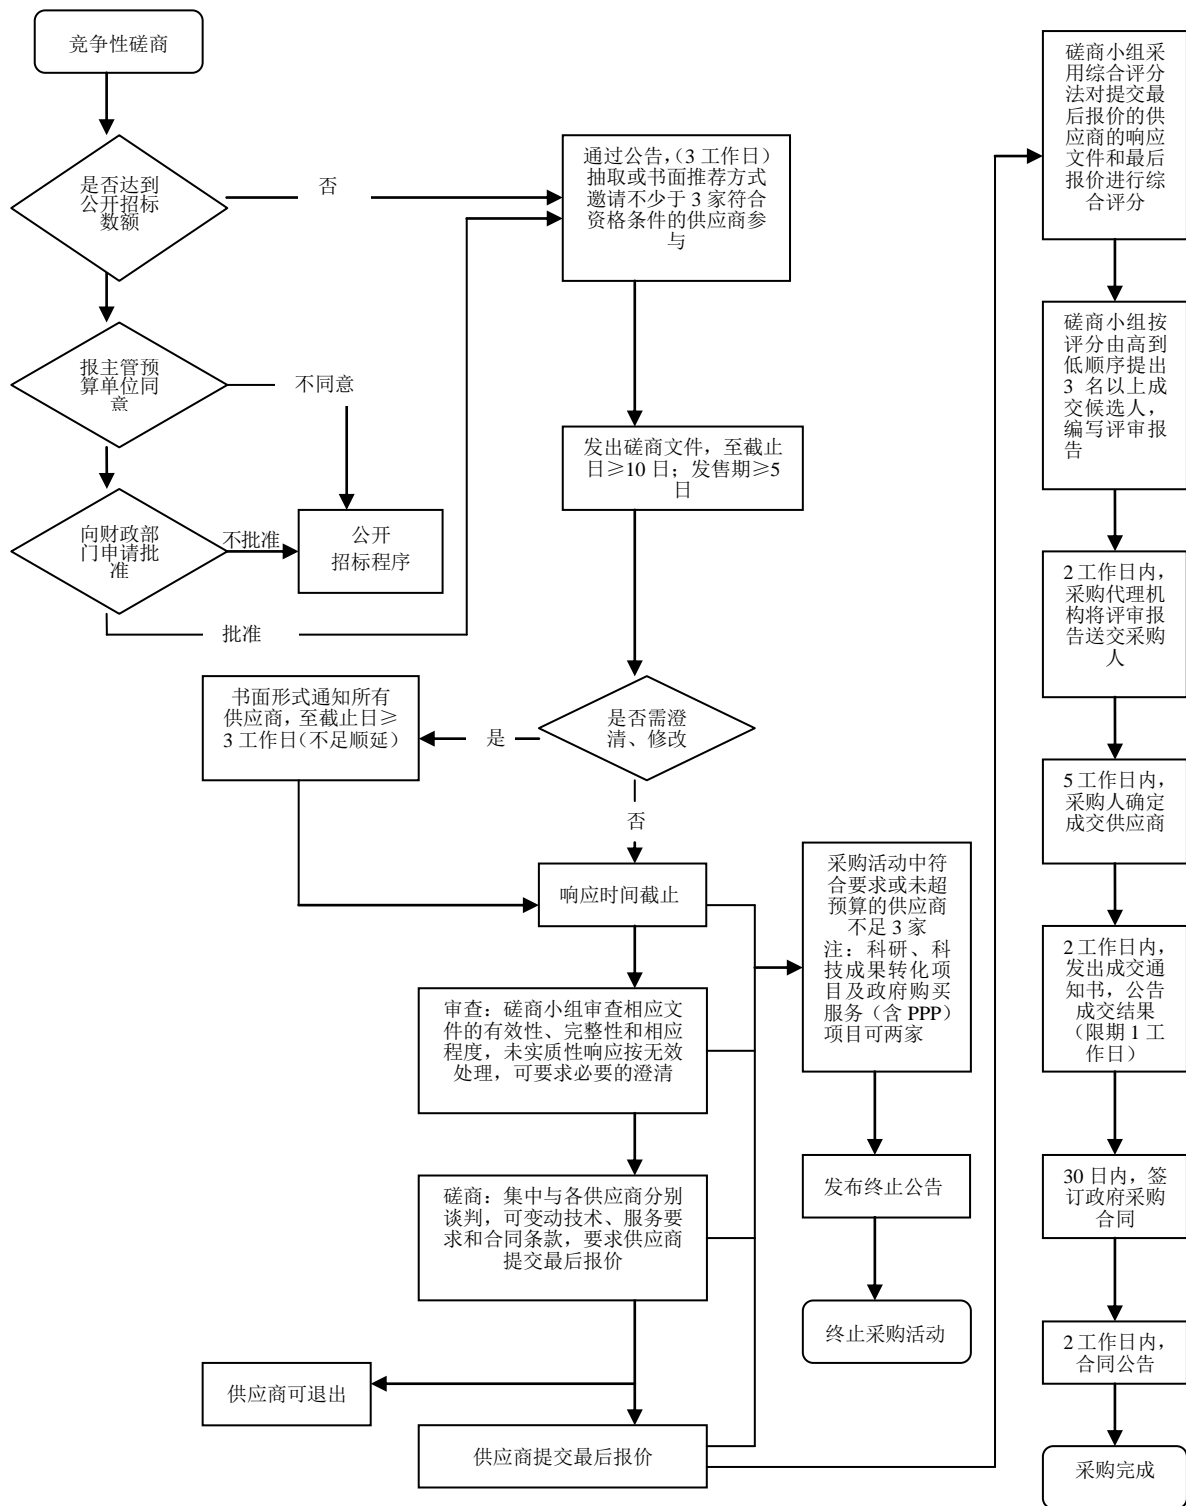 竞争性磋商
是否达到
公开招标
数额
否
报主管预
算单位同
意
不同意
向财政部
门申请批
准
不批准
公开
招标程序
批准
通过公告，（3 工作日）
抽取或书面推荐方式
邀请不少于 3 家符合
资格条件的供应商参
与
发出磋商文件，至截止
日≥10 日；发售期≥5
日
是否需澄
清、修改
是
书面形式通知所有
供应商，至截止日≥
3 工作日（不足顺延）
否
响应时间截止
审查：磋商小组审查相应文
件的有效性、完整性和相应
程度，未实质性响应按无效
处理，可要求必要的澄清
磋商：集中与各供应商分别
谈判，可变动技术、服务要
求和合同条款，要求供应商
提交最后报价
供应商可退出
供应商提交最后报价
采购活动中符
合要求或未超
预算的供应商
不足 3 家
注：科研、科
技成果转化项
目及政府购买
服务（含 PPP）
项目可两家
发布终止公告
终止采购活动
磋商小组采
用综合评分
法对提交最
后报价的供
应商的响应
文件和最后
报价进行综
合评分
磋商小组按
评分由高到
低顺序提出
3 名以上成
交候选人，
编写评审报
告
2 工作日内，
采购代理机
构将评审报
告送交采购
人
5 工作日内，
采购人确定
成交供应商
2 工作日内，
发出成交通
知书，公告
成交结果
（限期 1 工
作日）
30 日内，签
订政府采购
合同
2 工作日内，
合同公告
采购完成